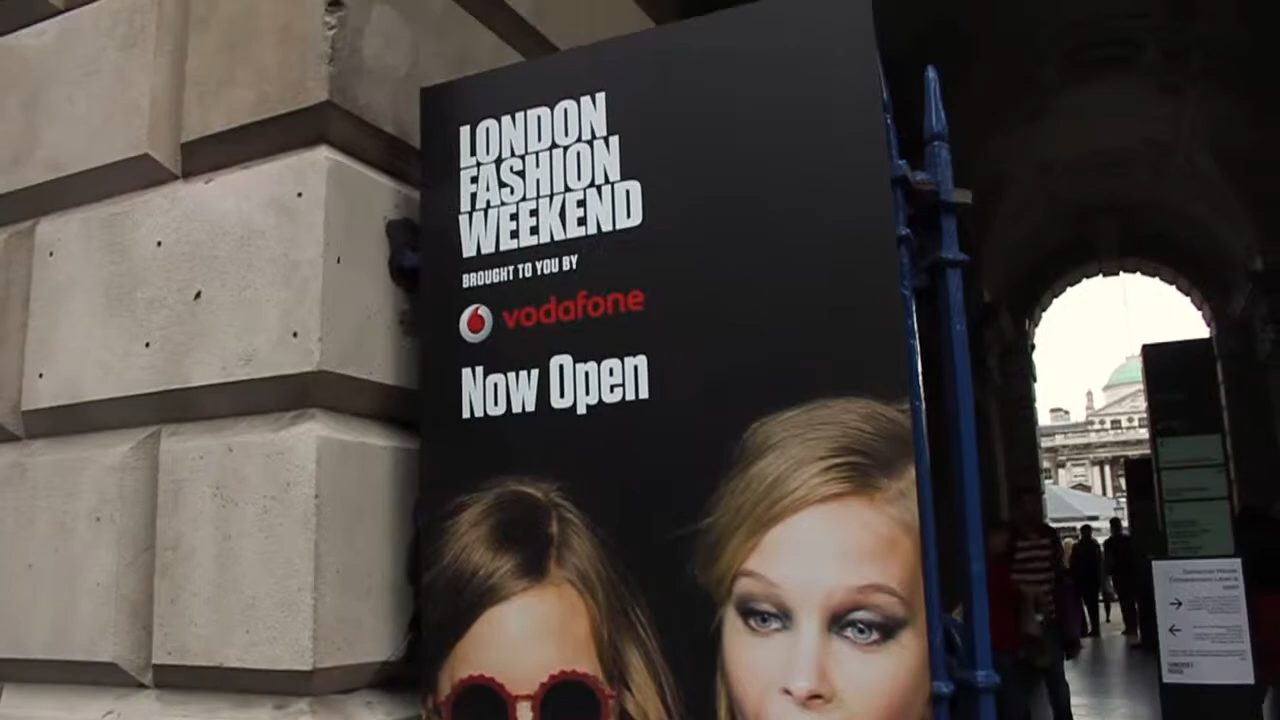 LONDON
FASHION
WEEKEND
BROUGHT TO YOU BY
vodafone
Now Open